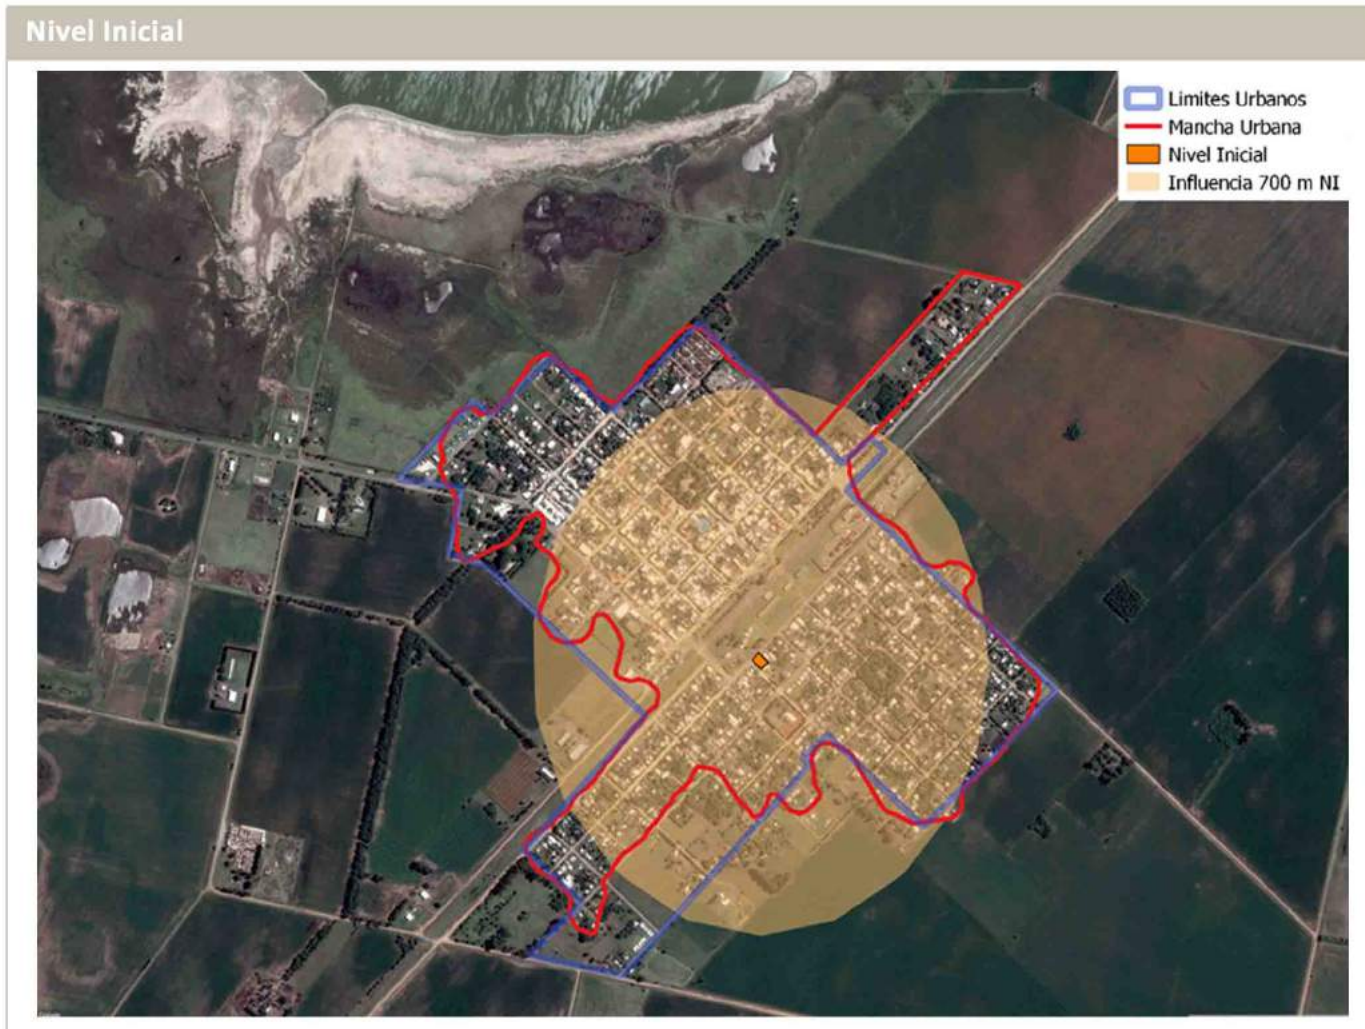 Nivel Inicial
Limites Urbanos
Mancha Urbana
Nivel Inicial
Influencia 700 m NI